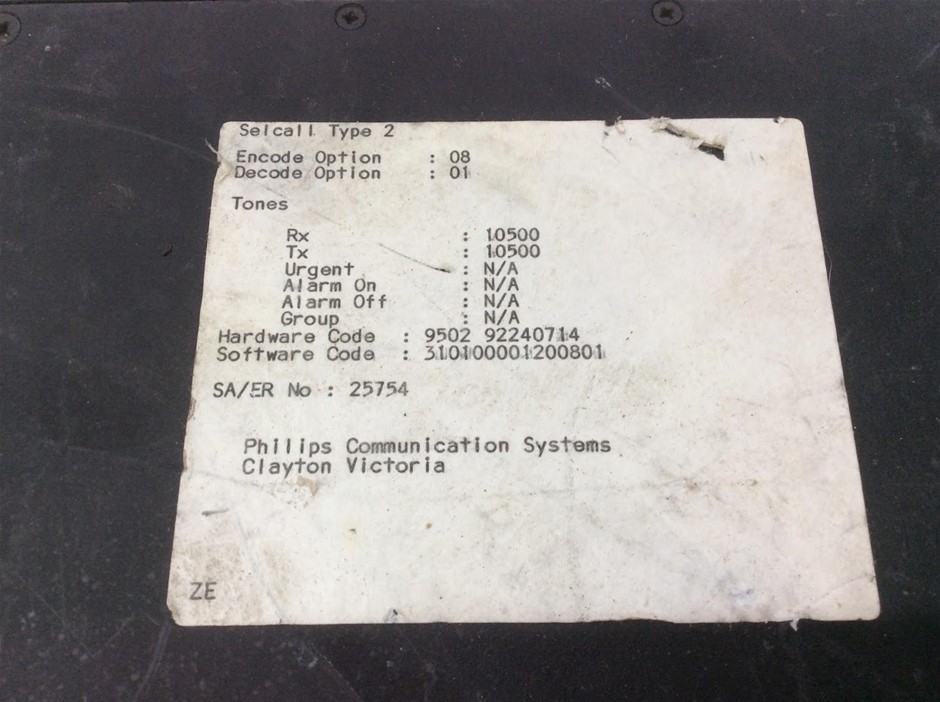 Selcall Type 2
Encode Option : 08
Decode Option : 01
Tones
Rx : 10500
Tx : 10500
Urgent : N/A
Alarm On : N/A
Alarm Off : N/A
Group : N/A
Hardware Code : 9502 92240714
Software Code : 310100001200801
SA/ER No : 25754
Philips Communication Systems
Clayton Victoria
ZE